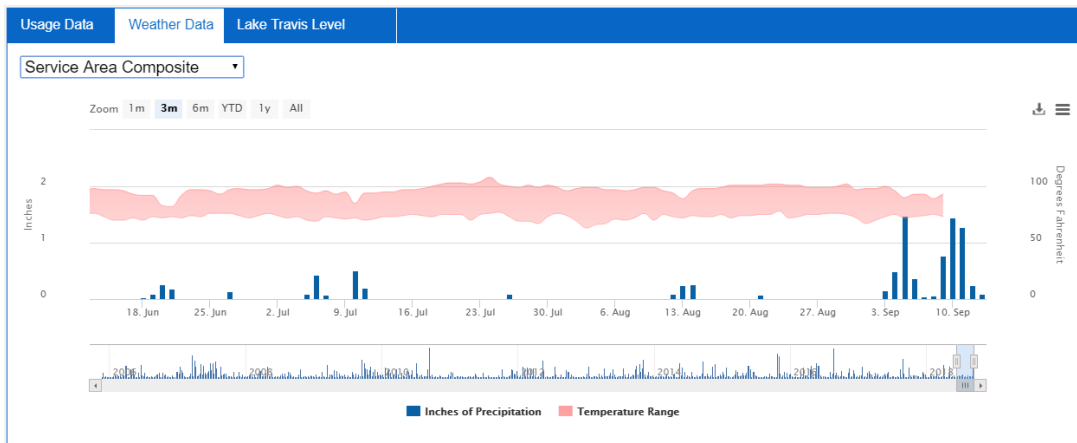 Usage Data Weather Data Lake Travis Level
Service Area Composite
Zoom 1m 3m 6m YTD 1y All
Inches
2
1
0
100
50
0
Degrees Fahrenheit
18. Jun 25. Jun 2. Jul 9. Jul 16. Jul 23. Jul 30. Jul 6. Aug 13. Aug 20. Aug 27. Aug 3. Sep 10. Sep
2006 2008 2010 2012 2014 2016 2018
Inches of Precipitation Temperature Range